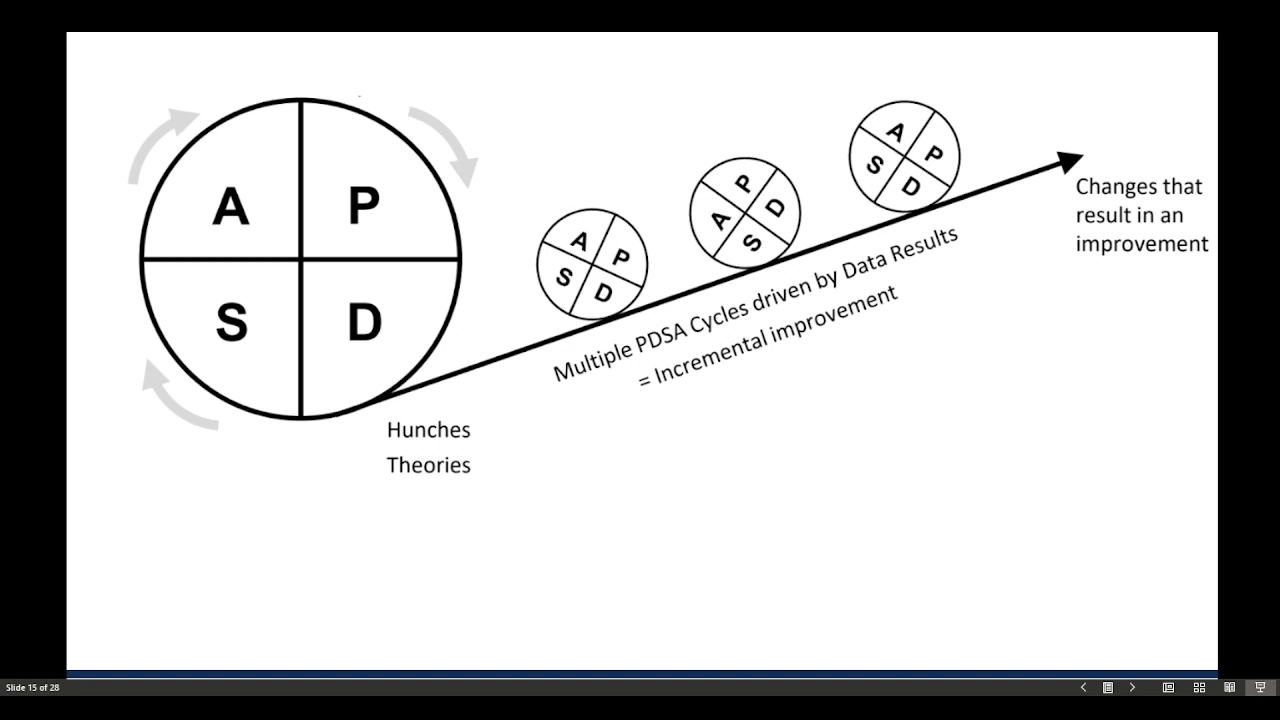 A P
S D
A P
S D
P
A D
S
A P
S D
Changes that
result in an
improvement
Multiple PDSA Cycles driven by Data Results
= Incremental improvement
Hunches
Theories
Slide 15 of 28